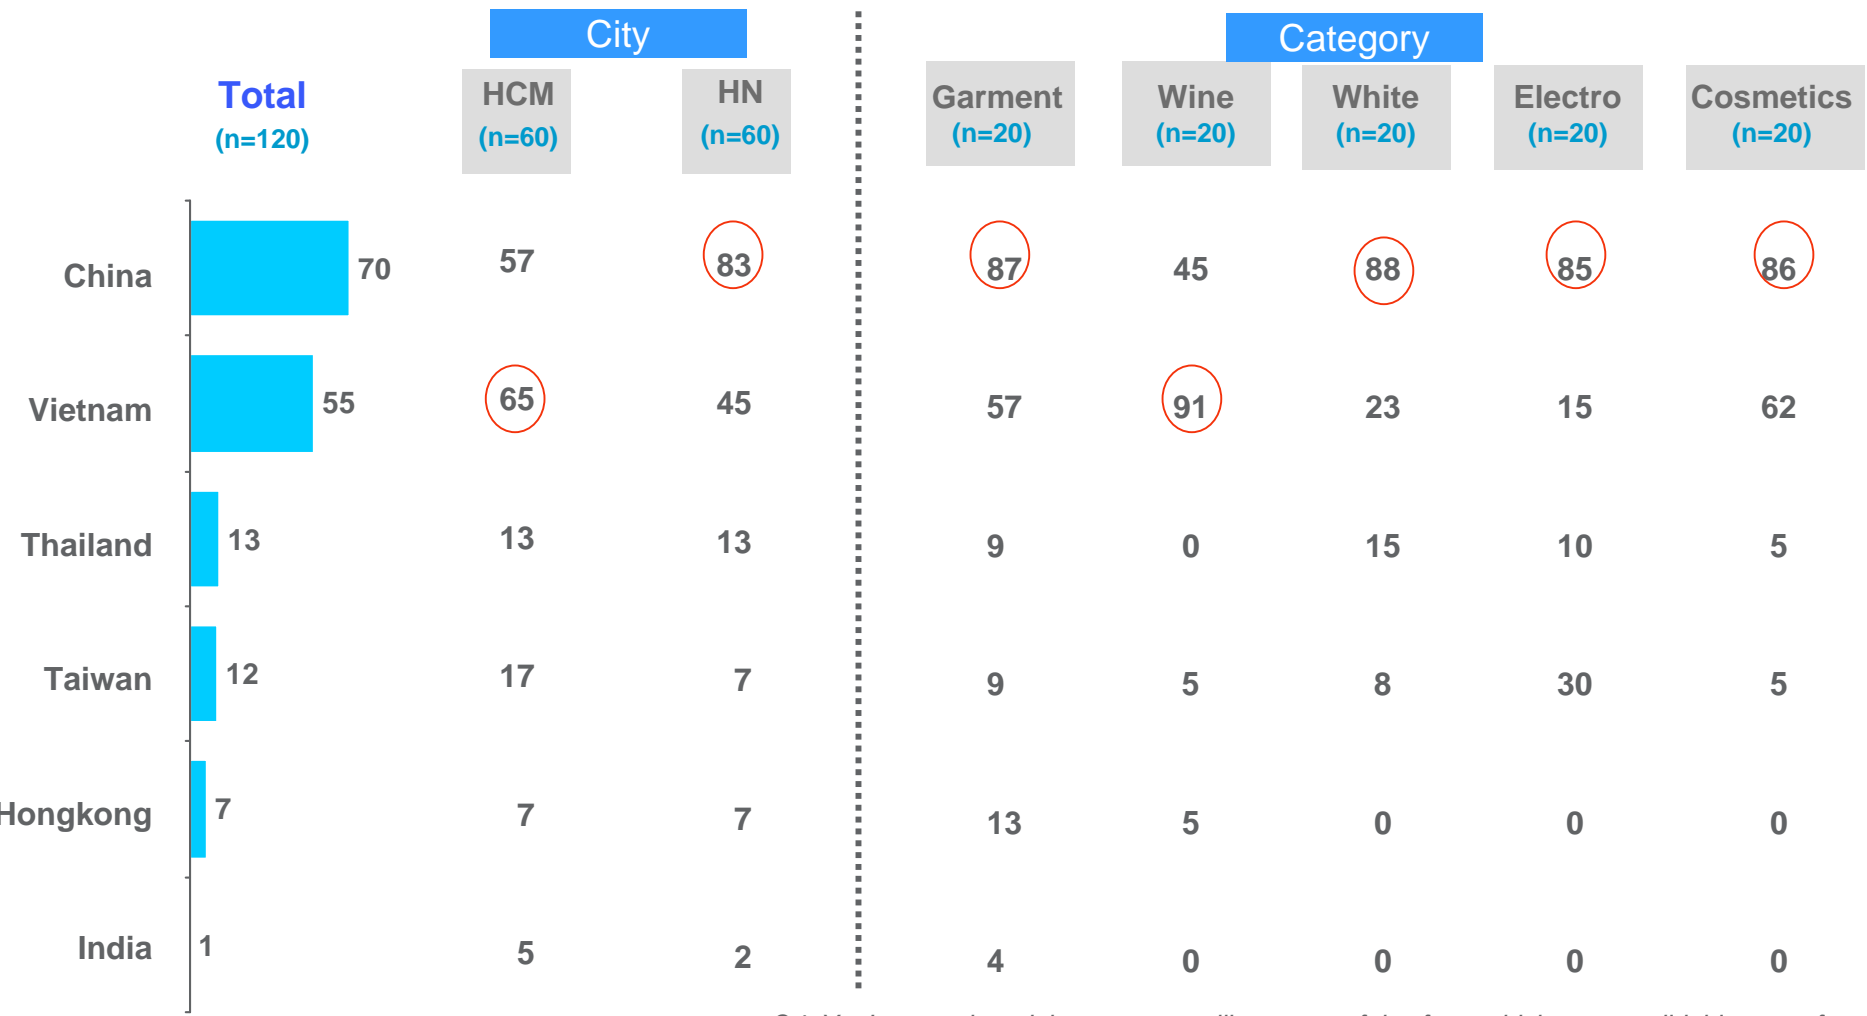 City
Category
Total HCM HN Garment Wine White Electro Cosmetics
(n=120) (n=60) (n=60) (n=20) (n=20) (n=20) (n=20) (n=20)
China 70 57 83 87 45 88 85 86
Vietnam 55 65 45 57 91 23 15 62
Thailand 13 13 13 9 0 15 10 5
Taiwan 12 17 7 9 5 8 30 5
Hongkong 7 7 7 13 5 0 0 0
India 1 5 2 4 0 0 0 0